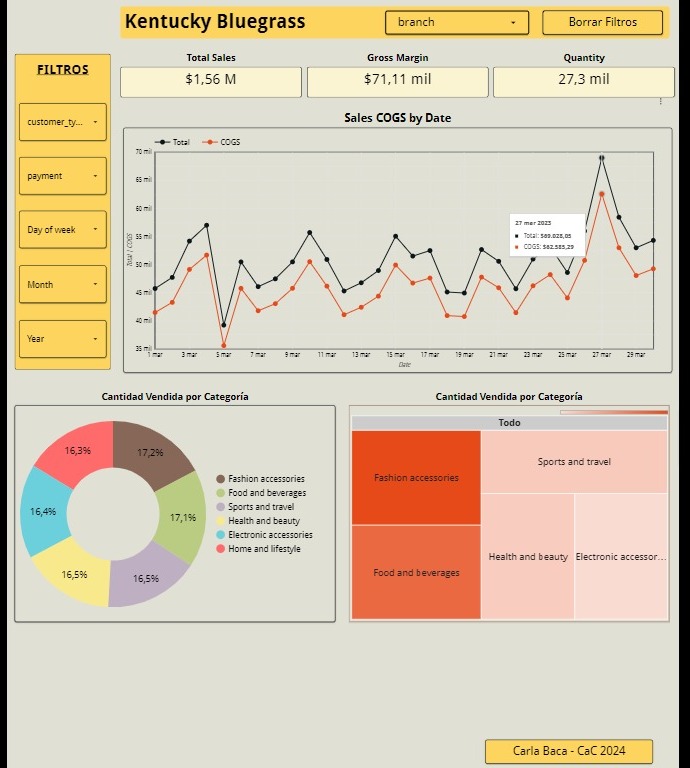 Kentucky Bluegrass
branch
Borrar Filtros
FILTROS
customer_ty...
payment
Day of week
Month
Year
Total Sales
$1,56 M
Gross Margin
$71,11 mil
Quantity
27,3 mil
Sales COGS by Date
Total
COGS
70 mil
65 mil
60 mil
55 mil
50 mil
45 mil
40 mil
35 mil
Total / COGS
27 mar 2023
Total: $69.028,05
COGS: $62.585,29
1 mar
3 mar
5 mar
7 mar
9 mar
11 mar
13 mar
15 mar
17 mar
19 mar
21 mar
23 mar
25 mar
27 mar
29 mar
Date
Cantidad Vendida por Categoría
17,2%
17,1%
16,5%
16,5%
16,4%
16,3%
Fashion accessories
Food and beverages
Sports and travel
Health and beauty
Electronic accessories
Home and lifestyle
Cantidad Vendida por Categoría
Todo
Fashion accessories
Food and beverages
Sports and travel
Health and beauty
Electronic accessor...
Carla Baca - CaC 2024